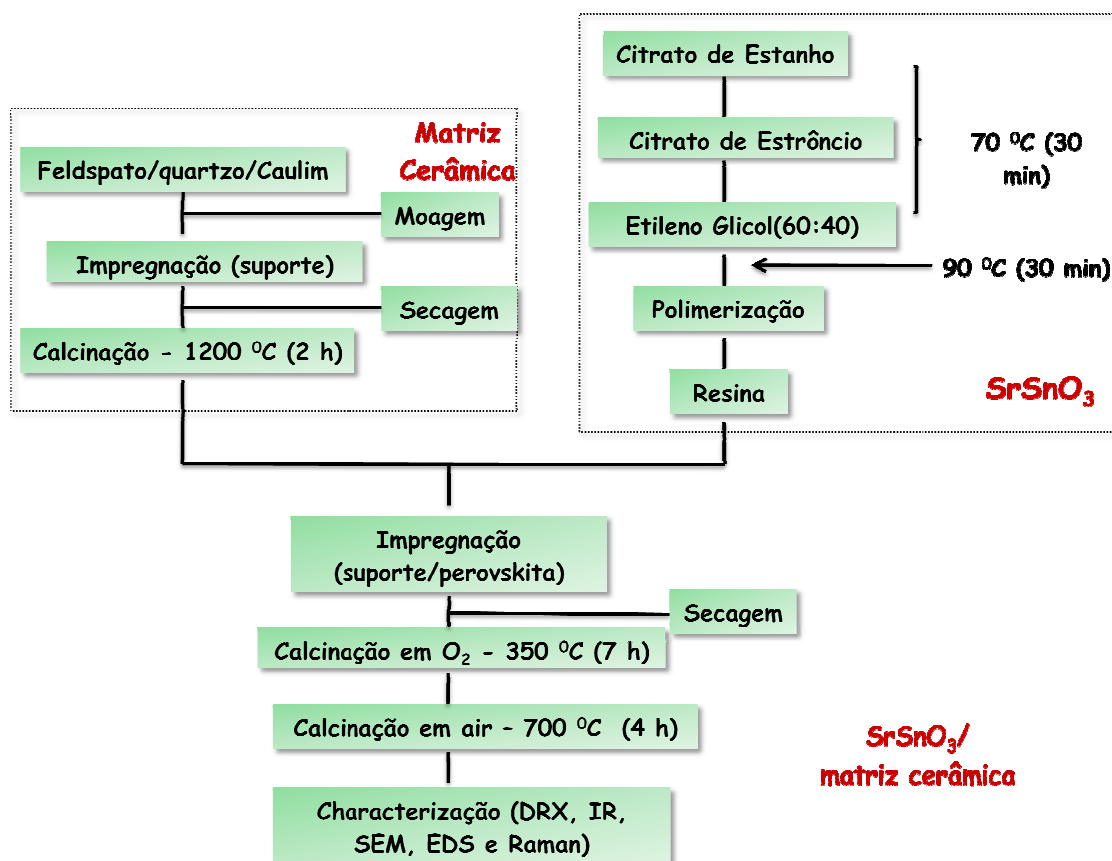 Matriz
Cerâmica
Feldspato/quartzo/Caulim
Moagem
Impregnação (suporte)
Secagem
Calcinação - 1200 ⁰C (2 h)
Citrato de Estanho
Citrato de Estrôncio
70 ⁰C (30
min)
Etileno Glicol(60:40)
90 ⁰C (30 min)
Polimerização
Resina
SrSnO₃
Impregnação
(suporte/perovskita)
Secagem
Calcinação em O₂ - 350 ⁰C (7 h)
Calcinação em air - 700 ⁰C (4 h)
SrSnO₃/
matriz cerâmica
Characterização (DRX, IR,
SEM, EDS e Raman)